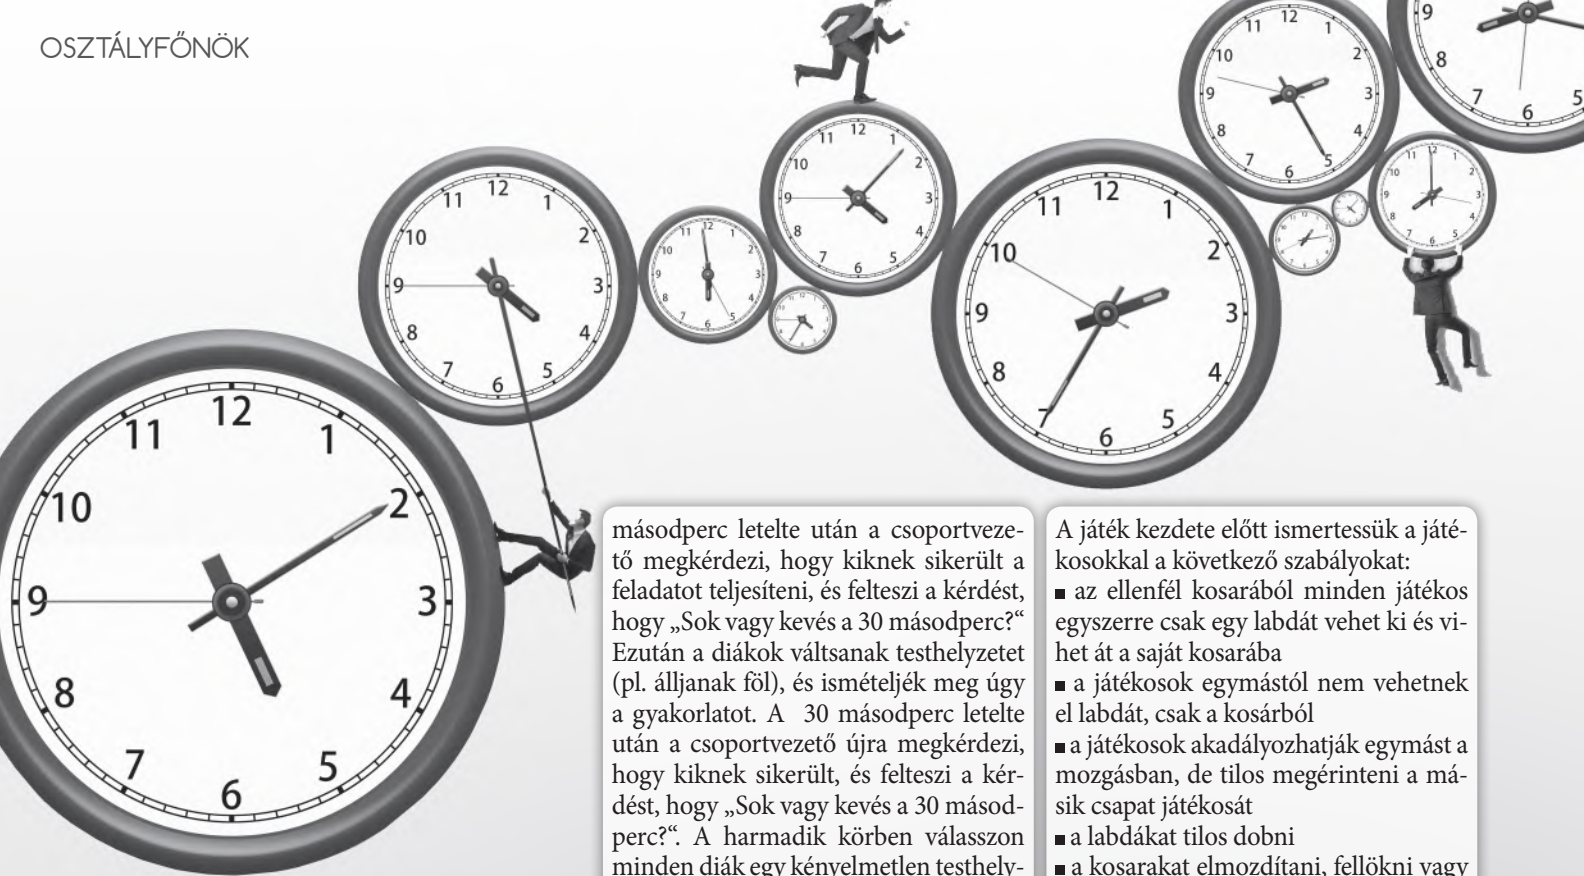 OSZTÁLYFŐNÖK
másodperc letelte után a csoportveze-
tő megkérdezi, hogy kiknek sikerült a
feladatot teljesíteni, és felteszi a kérdést,
hogy „Sok vagy kevés a 30 másodperc?“
Ezután a diákok váltsanak testhelyzetet
(pl. álljanak föl), és ismételjék meg úgy
a gyakorlatot. A 30 másodperc letelte
után a csoportvezető újra megkérdezi,
hogy kiknek sikerült, és felteszi a kér-
dést, hogy „Sok vagy kevés a 30 másod-
perc?“. A harmadik körben válasszon
minden diák egy kényelmetlen testhely-
A játék kezdete előtt ismertessük a játé-
kosokkal a következő szabályokat:
▪ az ellenfél kosarából minden játékos
egyszerre csak egy labdát vehet ki és vi-
het át a saját kosarába
▪ a játékosok egymástól nem vehetnek
el labdát, csak a kosárból
▪ a játékosok akadályozhatják egymást a
mozgásban, de tilos megérinteni a má-
sik csapat játékosát
▪ a labdákat tilos dobni
▪ a kosarakat elmozdítani, fellökni vagy